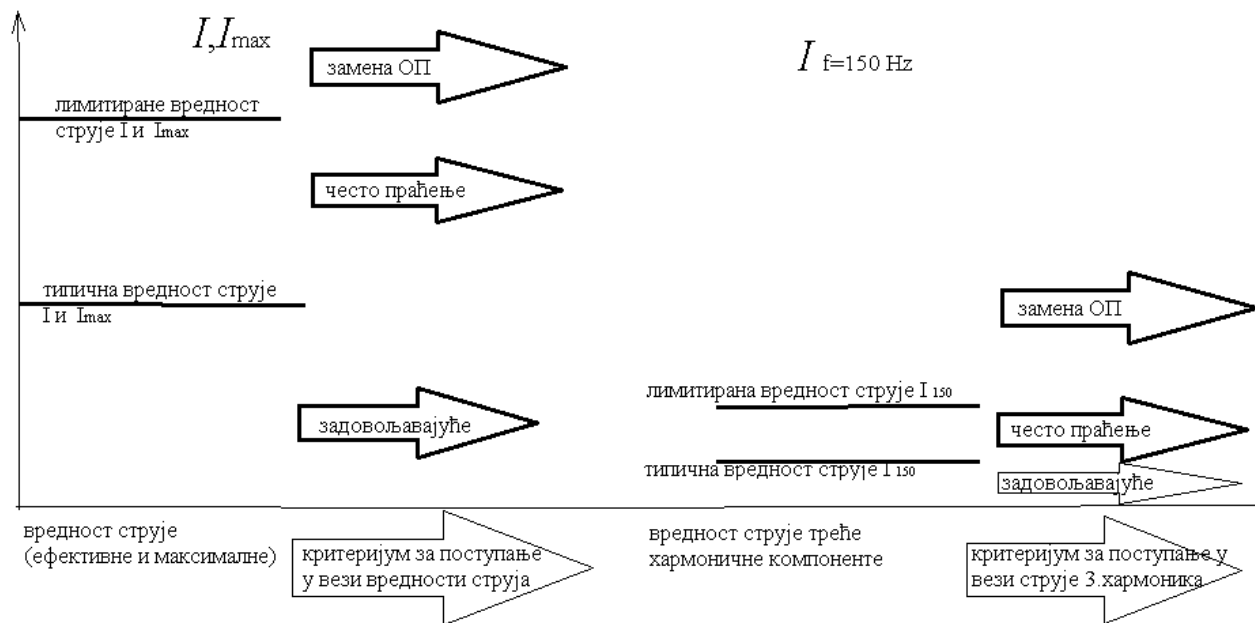 I,Imax
замена ОП
I f=150 Hz
лимитиране вредност
струје I и Imax
често праћење
типична вредност струје
I и Imax
замена ОП
лимитирана вредност струје I 150
задовољавајуће
често праћење
типична вредност струје I 150
задовољавајуће
вредност струје
(ефективне и максималне)
критеријум за поступање
у вези вредности струја
вредност струје треће
хармоничне компоненте
критеријум за поступање у
вези струје 3.хармоника